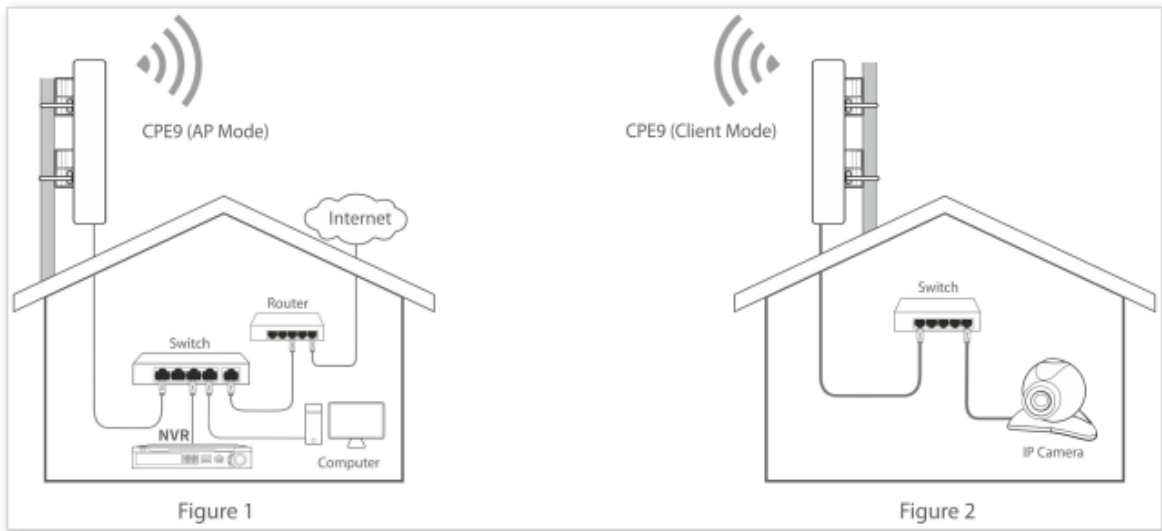 CPE9 (AP Mode)
CPE9 (Client Mode)
Internet
Router
Switch
NVR
Computer
Switch
IP Camera
Figure 1
Figure 2